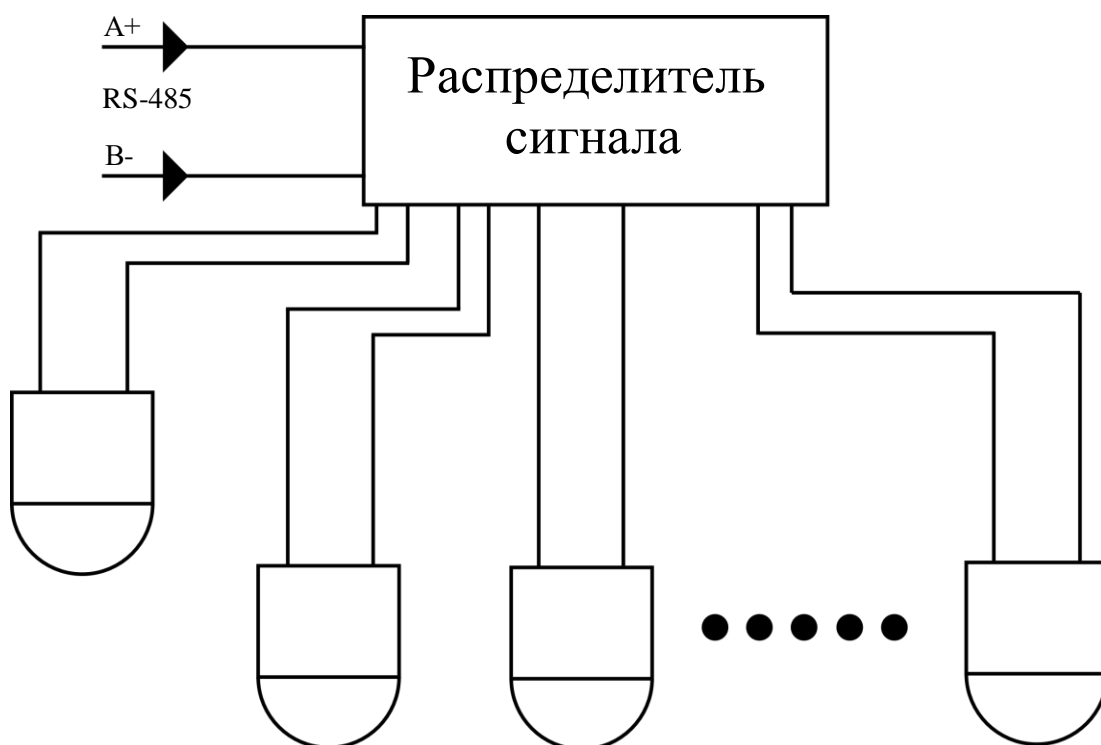 A+
RS-485
B-
Распределитель
сигнала